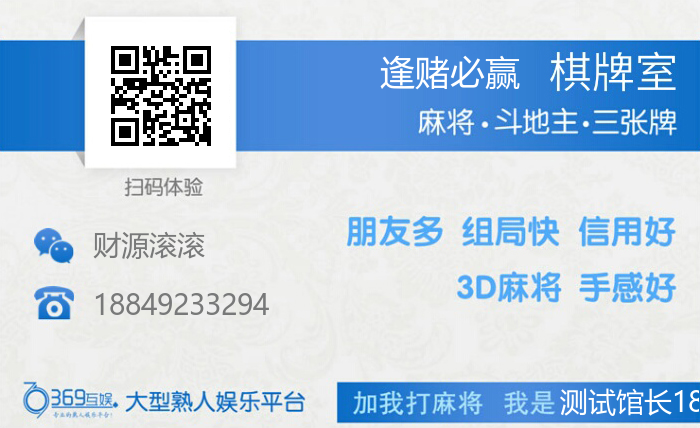 逢赌必赢 棋牌室
麻将·斗地主·三张牌
扫码体验
财源滚滚
朋友多 组局快 信用好
18849233294
3D麻将 手感好
369互娱 大型熟人娱乐平台
专业的熟人娱乐平台!
加我打麻将 我是 测试馆长18